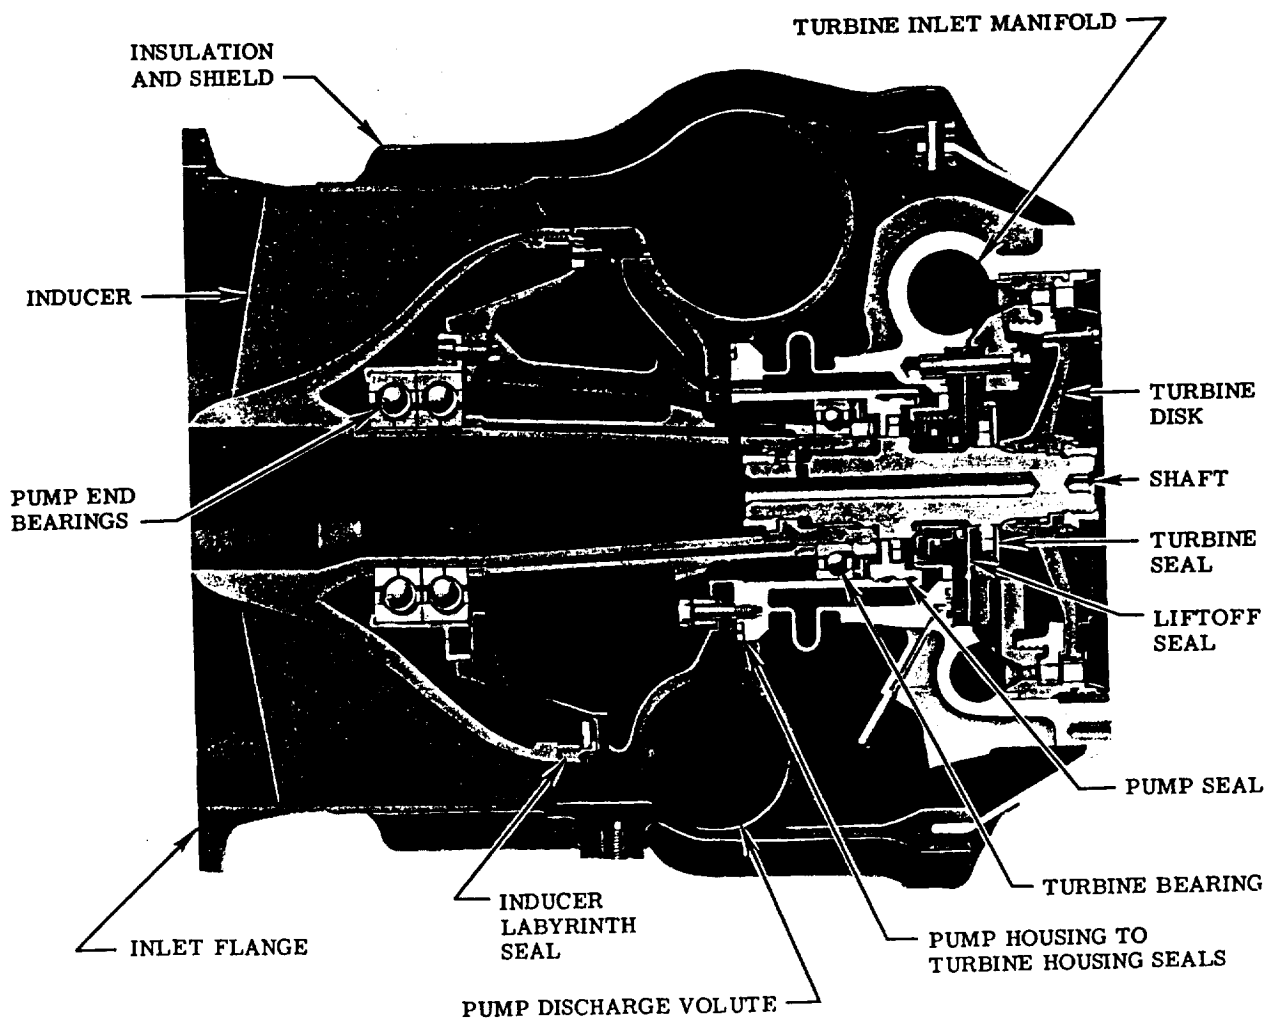 TURBINE INLET MANIFOLD
INSULATION
AND SHIELD
INDUCER
TURBINE
DISK
SHAFT
PUMP END
BEARINGS
TURBINE
SEAL
LIFTOFF
SEAL
PUMP SEAL
TURBINE BEARING
INDUCER
LABYRINTH
SEAL
PUMP HOUSING TO
TURBINE HOUSING SEALS
INLET FLANGE
PUMP DISCHARGE VOLUTE